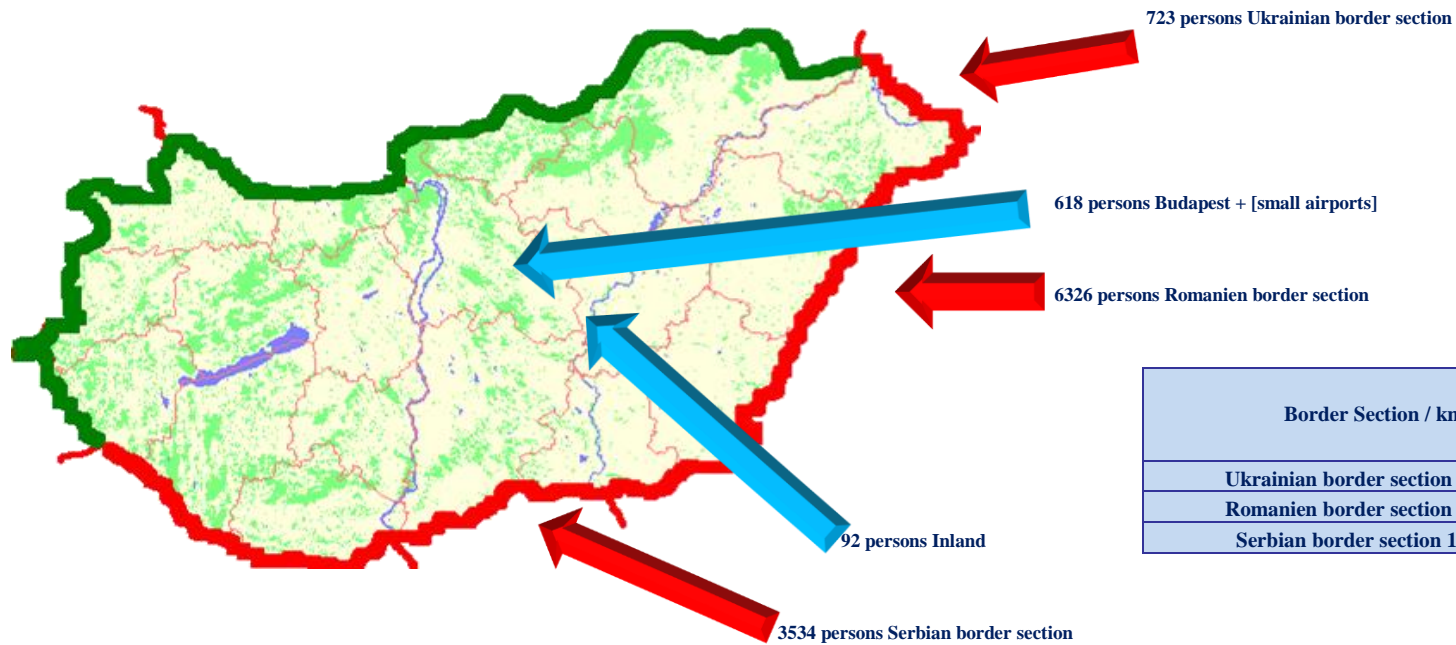 723 persons Ukrainian border section
618 persons Budapest + [small airports]
6326 persons Romanien border section
92 persons Inland
3534 persons Serbian border section
Border Section / km
Ukrainian border section
Romanien border section
Serbian border section 1